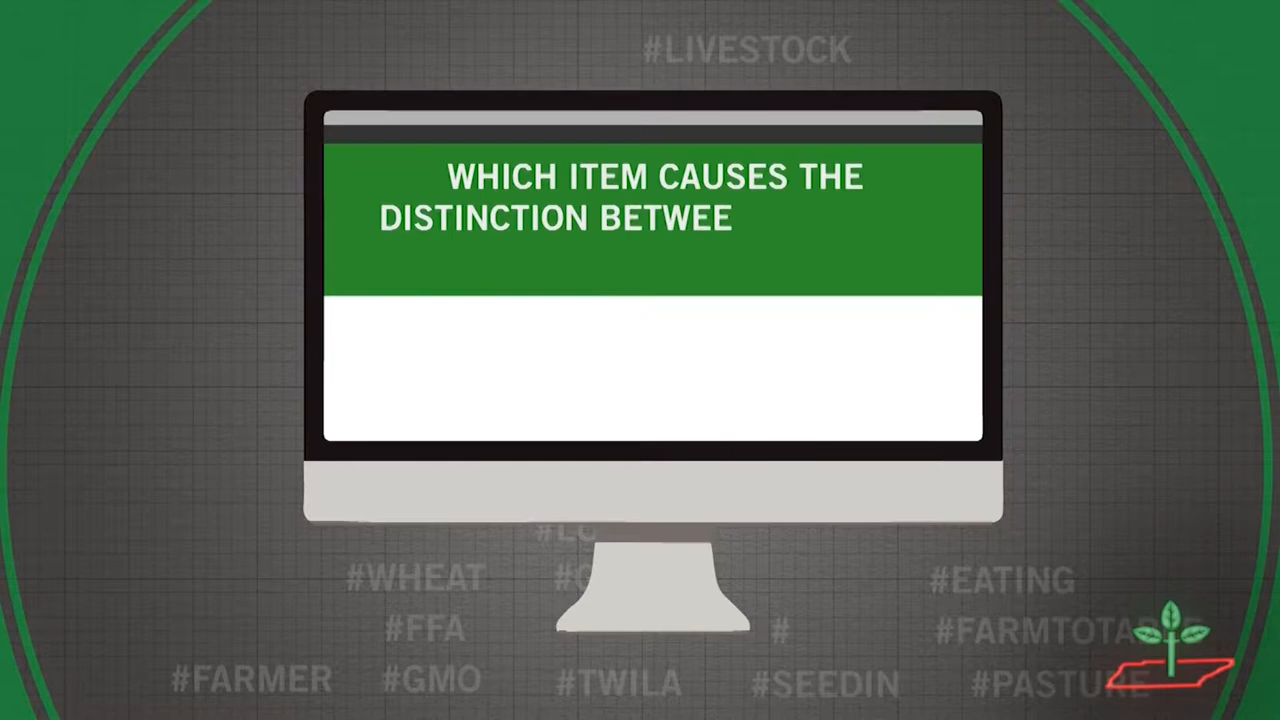 #LIVESTOCK
WHICH ITEM CAUSES THE
DISTINCTION BETWEE
#WHEAT
#EATING
#FFA
#
#FARMER
#GMO
#TWILA
#SEEDIN
#PASTURE